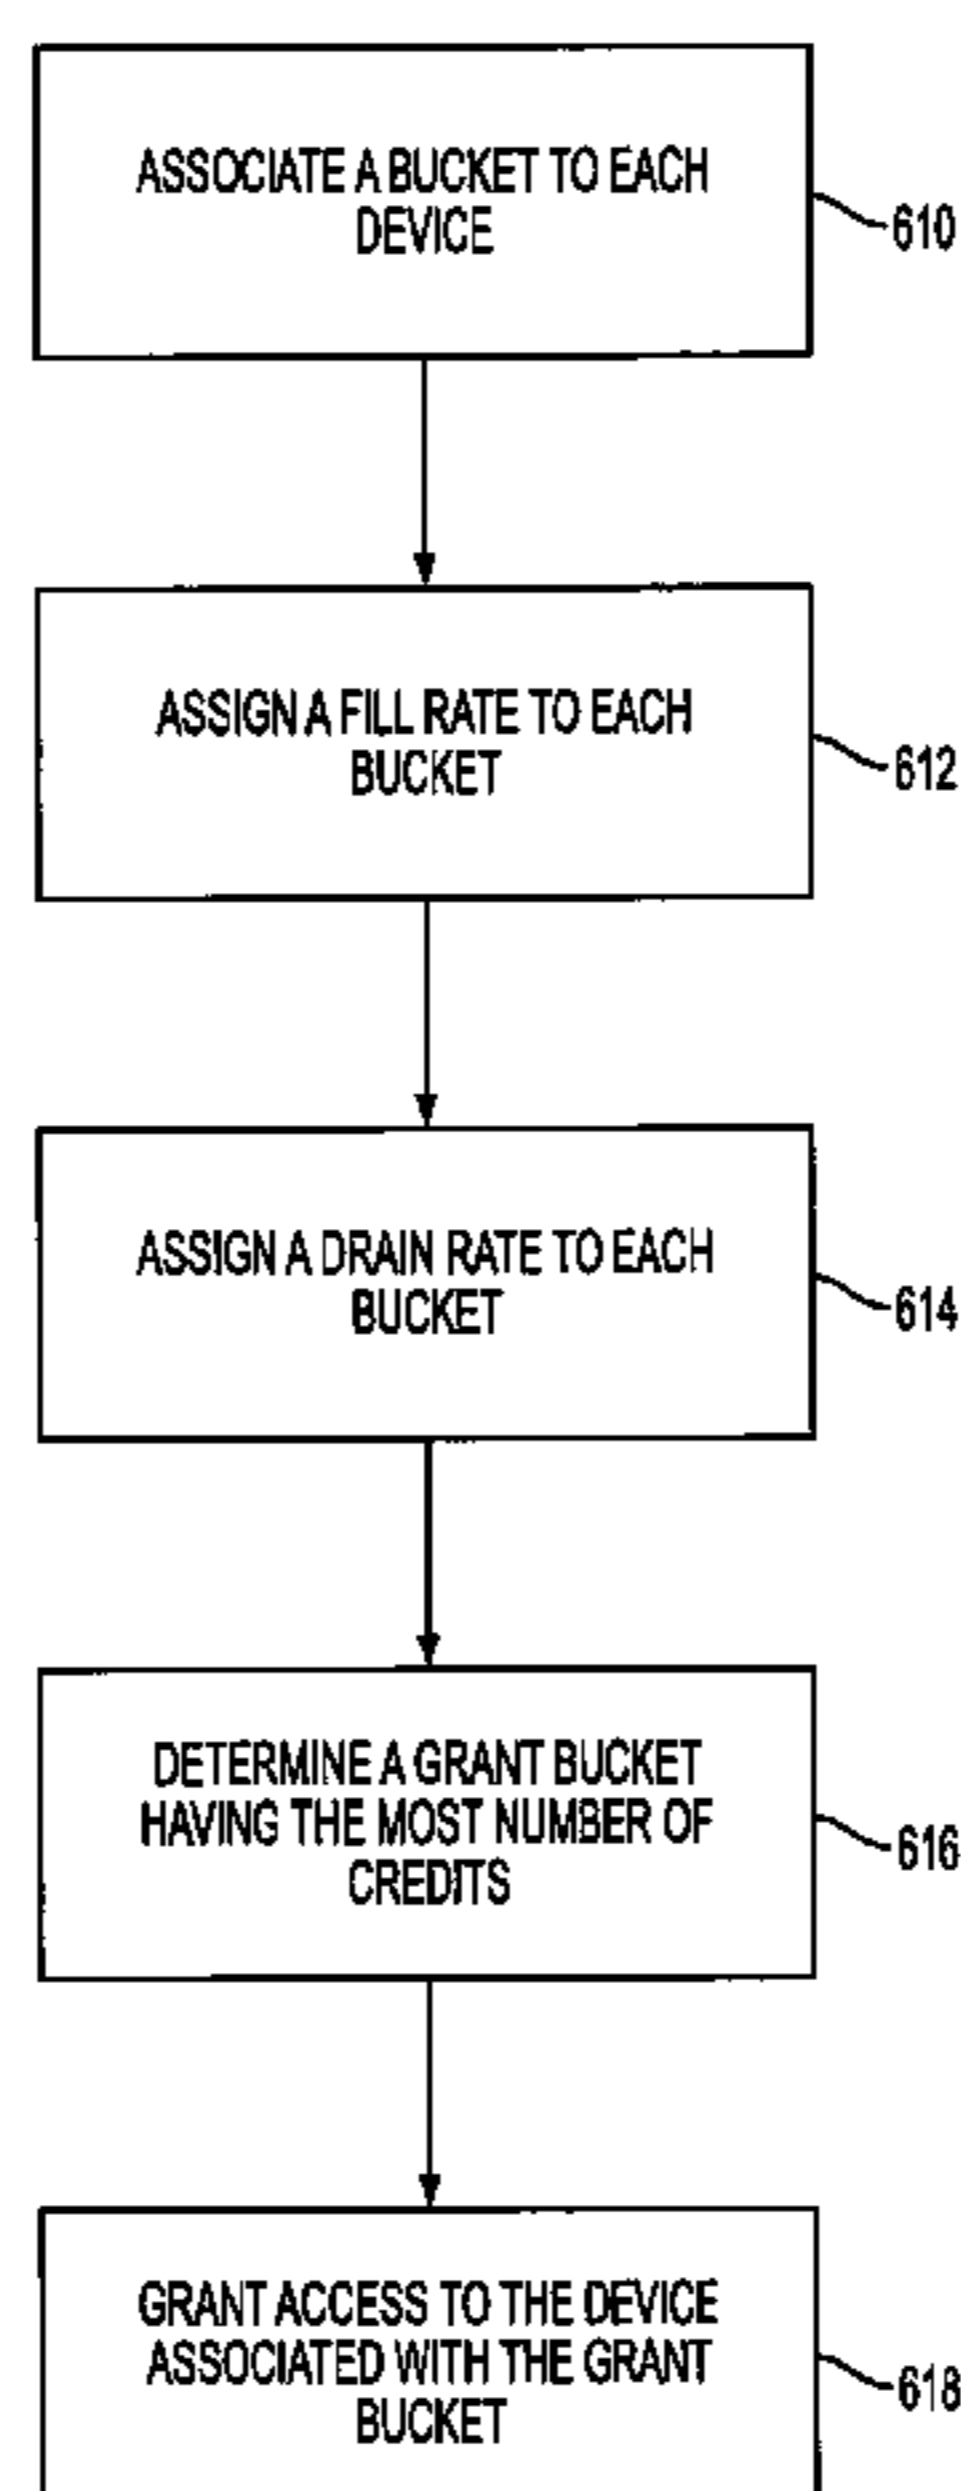 ASSOCIATE A BUCKET TO EACH
DEVICE
610
ASSIGN A FILL RATE TO EACH
BUCKET
612
ASSIGN A DRAIN RATE TO EACH
BUCKET
614
DETERMINE A GRANT BUCKET
HAVING THE MOST NUMBER OF
CREDITS
616
GRANT ACCESS TO THE DEVICE
ASSOCIATED WITH THE GRANT
BUCKET
618